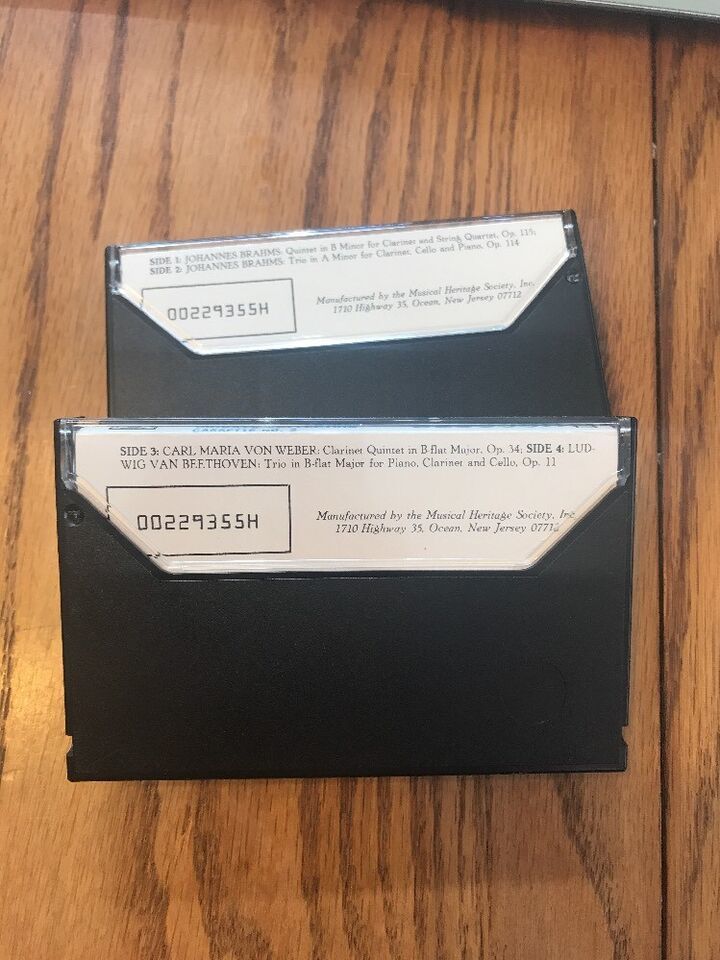 SIDE 1: JOHANNES BRAHMS: Quintet in B Minor for Clarinet and String Quartet, Op. 115;
SIDE 2: JOHANNES BRAHMS: Trio in A Minor for Clarinet, Cello and Piano, Op. 114
00229355H
Manufactured by the Musical Heritage Society, Inc.
1710 Highway 35, Ocean, New Jersey 07712
SIDE 3: CARL MARIA VON WEBER: Clarinet Quintet in B-flat Major, Op. 34; SIDE 4: LUD-
WIG VAN BEETHOVEN: Trio in B-flat Major for Piano, Clarinet and Cello, Op. 11
00229355H
Manufactured by the Musical Heritage Society, Inc.
1710 Highway 35, Ocean, New Jersey 07712